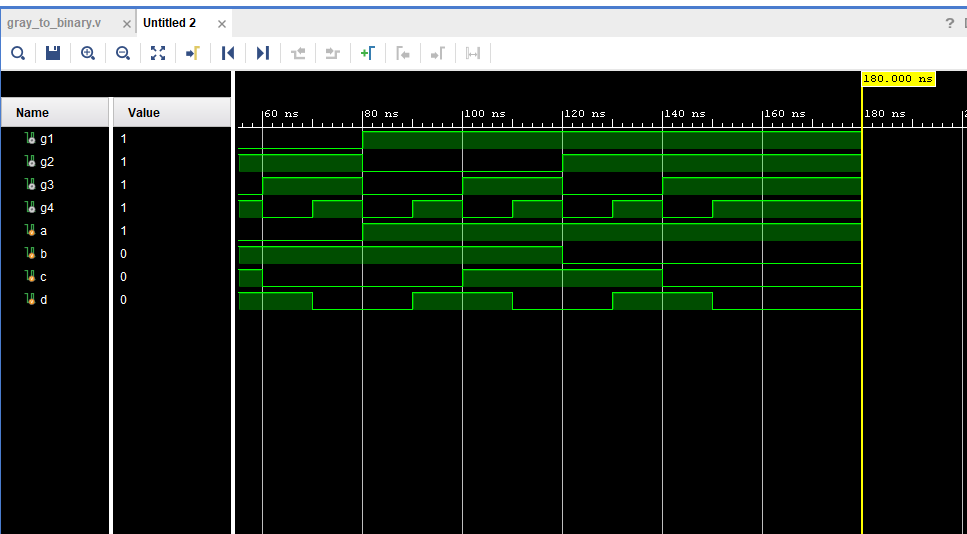 gray_to_binary.v × Untitled 2 × ?
180.000 ns
60 ns 80 ns 100 ns 120 ns 140 ns 160 ns 180 ns
Name Value
g1 1
g2 1
g3 1
g4 1
a 1
b 0
c 0
d 0